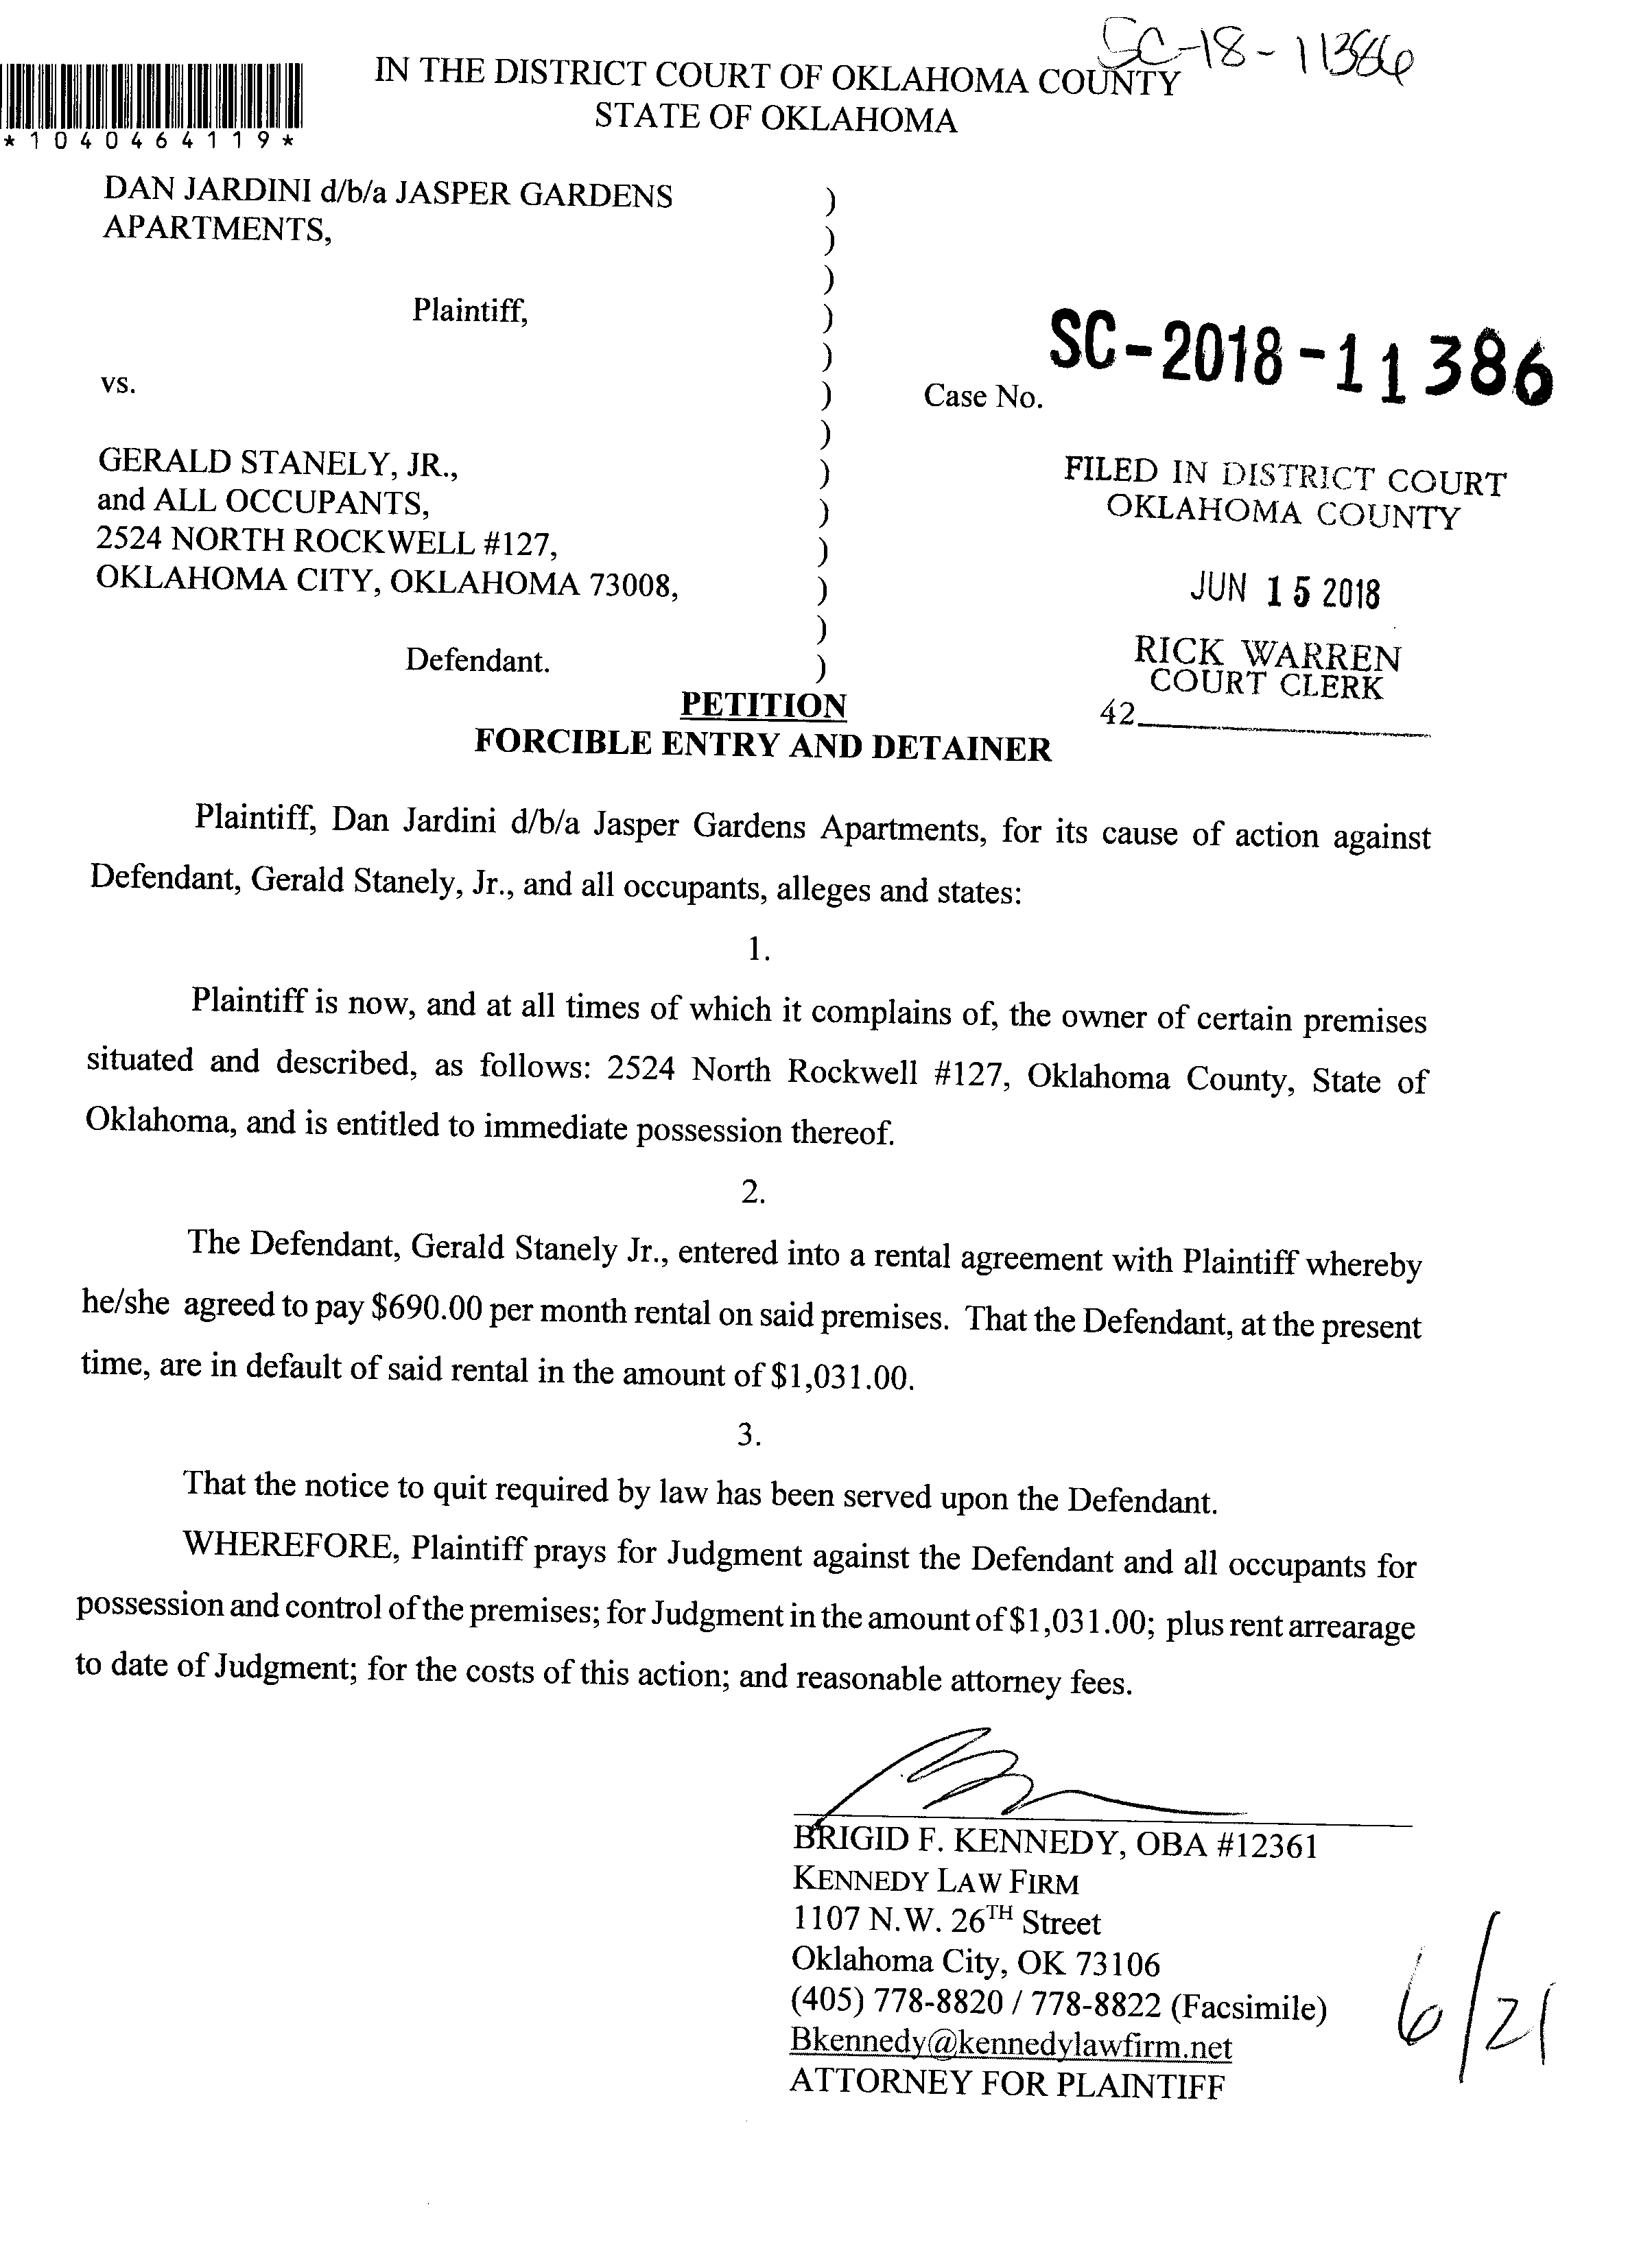 SC-18-11386
IN THE DISTRICT COURT OF OKLAHOMA COUNTY
STATE OF OKLAHOMA
*1040464119*
DAN JARDINI d/b/a JASPER GARDENS )
APARTMENTS, )
)
Plaintiff, )
)
vs. )
Case No. SC-2018-11386
)
GERALD STANELY, JR., )
and ALL OCCUPANTS, )
2524 NORTH ROCKWELL #127, )
OKLAHOMA CITY, OKLAHOMA 73008, )
)
Defendant. )
FILED IN DISTRICT COURT
OKLAHOMA COUNTY
JUN 15 2018
RICK WARREN
COURT CLERK
42
PETITION
FORCIBLE ENTRY AND DETAINER
Plaintiff, Dan Jardini d/b/a Jasper Gardens Apartments, for its cause of action against
Defendant, Gerald Stanely, Jr., and all occupants, alleges and states:
1.
Plaintiff is now, and at all times of which it complains of, the owner of certain premises
situated and described, as follows: 2524 North Rockwell #127, Oklahoma County, State of
Oklahoma, and is entitled to immediate possession thereof.
2.
The Defendant, Gerald Stanely Jr., entered into a rental agreement with Plaintiff whereby
he/she agreed to pay $690.00 per month rental on said premises. That the Defendant, at the present
time, are in default of said rental in the amount of $1,031.00.
3.
That the notice to quit required by law has been served upon the Defendant.
WHEREFORE, Plaintiff prays for Judgment against the Defendant and all occupants for
possession and control of the premises; for Judgment in the amount of $1,031.00; plus rent arrearage
to date of Judgment; for the costs of this action; and reasonable attorney fees.
BRIGID F. KENNEDY, OBA #12361
KENNEDY LAW FIRM
1107 N.W. 26TH Street
Oklahoma City, OK 73106
(405) 778-8820 / 778-8822 (Facsimile)
Bkennedy@kennedylawfirm.net
ATTORNEY FOR PLAINTIFF
6/21